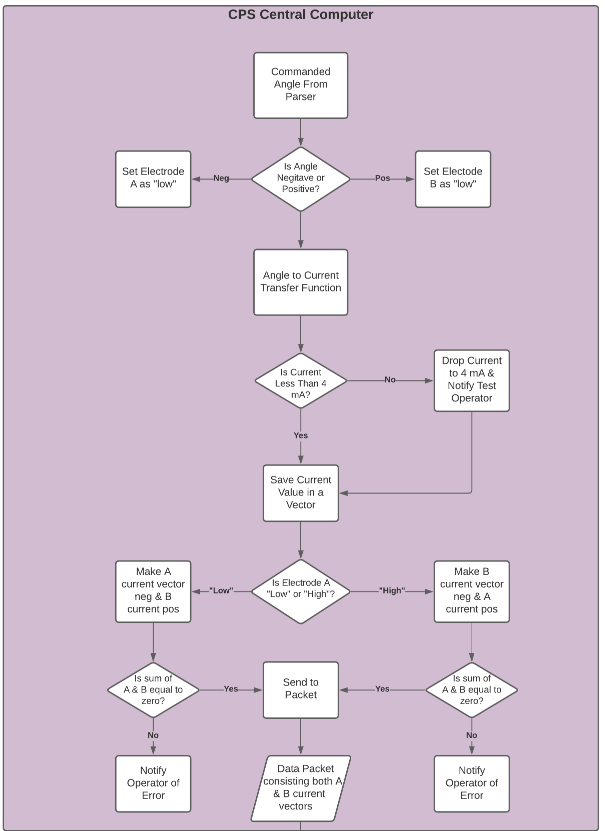 CPS Central Computer
Commanded
Angle From
Parser
Is Angle
Negitave or
Positive?
Neg
Pos
Set Electrode
A as "low"
Set Electode
B as "low"
Angle to Current
Transfer Function
Is Current
Less Than 4
mA?
No
Drop Current
to 4 mA &
Notify Test
Operator
Yes
Save Current
Value in a
Vector
Is Electrode A
"Low" or "High"?
"Low"
"High"
Make A
current vector
neg & B
current pos
Make B
current vector
neg & A
current pos
Is sum of
A & B equal to
zero?
Yes
Send to
Packet
Yes
Is sum of
A & B equal to
zero?
No
No
Notify
Operator of
Error
Data Packet
consisting both A
& B current
vectors
Notify
Operator of
Error